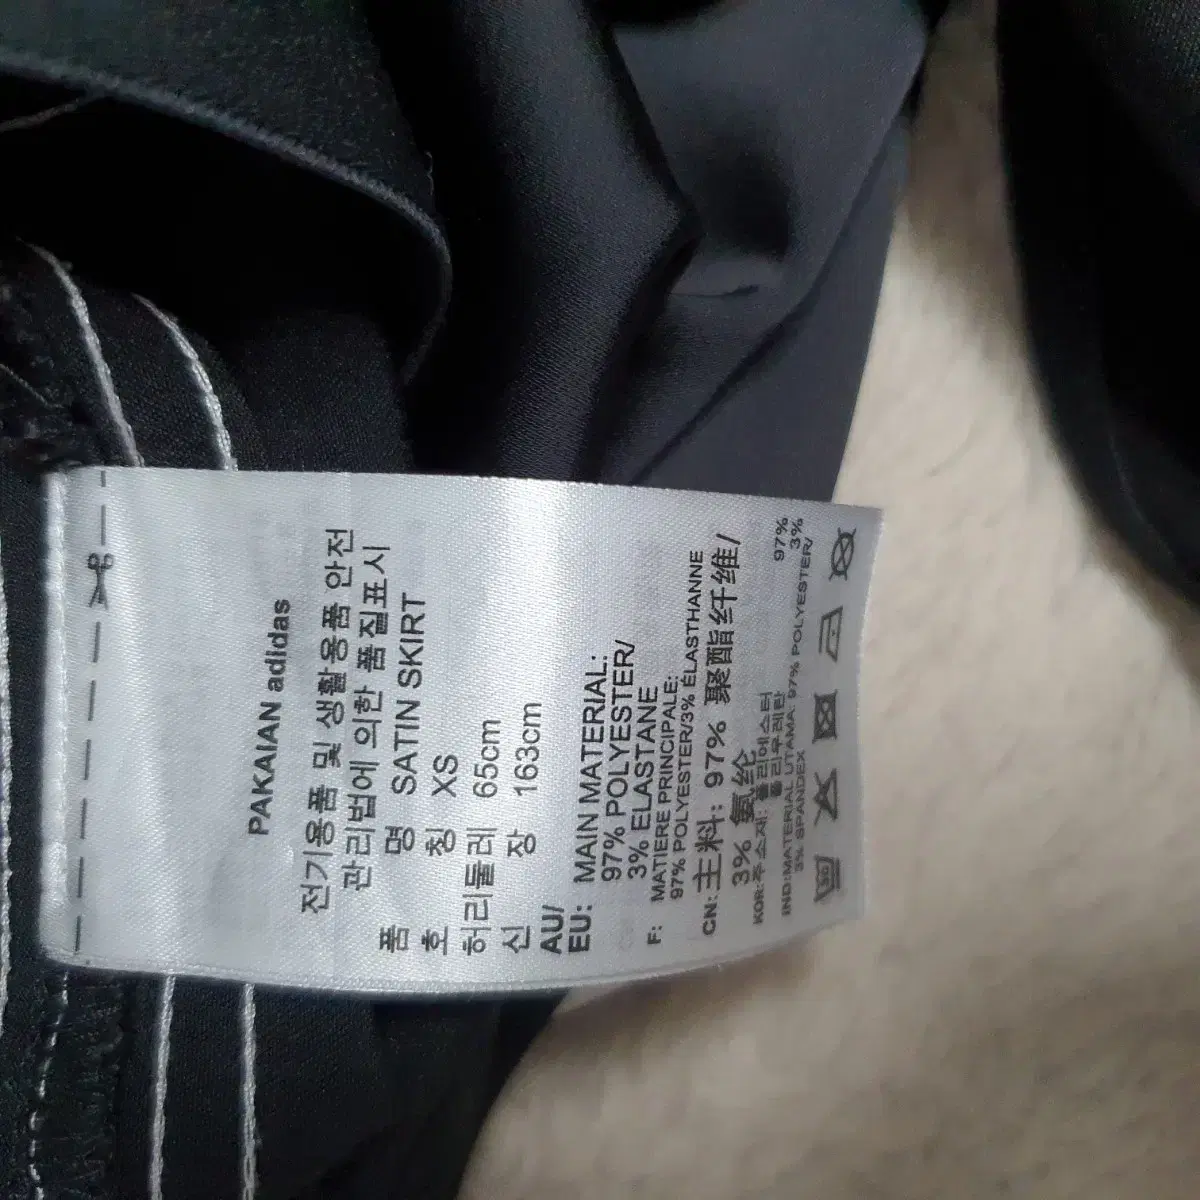 PAKAIAN adidas
전기용품 및 생활용품 안전
관리법에 의한 품질표시
품 명 SATIN SKIRT
호 칭 XS
허리둘레 65cm
신 장 163cm
AU/
EU: MAIN MATERIAL:
97% POLYESTER/
3% ELASTANE
F: MATIERE PRINCIPALE:
97% POLYESTER/3% ÉLASTHANNE
CN: 主料: 97% 聚酯纤维/
3% 氨纶
KOR: 주소재: 폴리에스터 97%
폴리우레탄 3%
IND:MATERIAL UTAMA: 97% POLYESTER/
3% SPANDEX
30